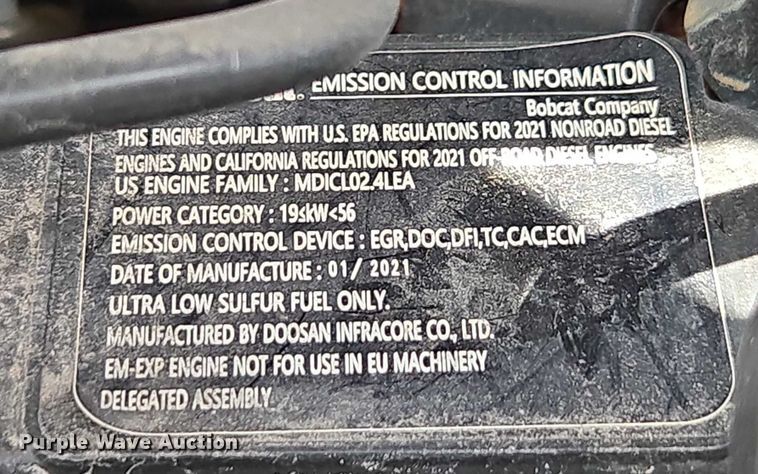 EMISSION CONTROL INFORMATION
Bobcat Company
THIS ENGINE COMPLIES WITH U.S. EPA REGULATIONS FOR 2021 NONROAD DIESEL
ENGINES AND CALIFORNIA REGULATIONS FOR 2021 OFF-ROAD DIESEL ENGINES
US ENGINE FAMILY : MDICL02.4LEA
POWER CATEGORY : 19≤kW<56
EMISSION CONTROL DEVICE : EGR,DOC,DFI,TC,CAC,ECM
DATE OF MANUFACTURE : 01/ 2021
ULTRA LOW SULFUR FUEL ONLY.
MANUFACTURED BY DOOSAN INFRACORE CO., LTD.
EM-EXP ENGINE NOT FOR USE IN EU MACHINERY
DELEGATED ASSEMBLY
Purple Wave Auction